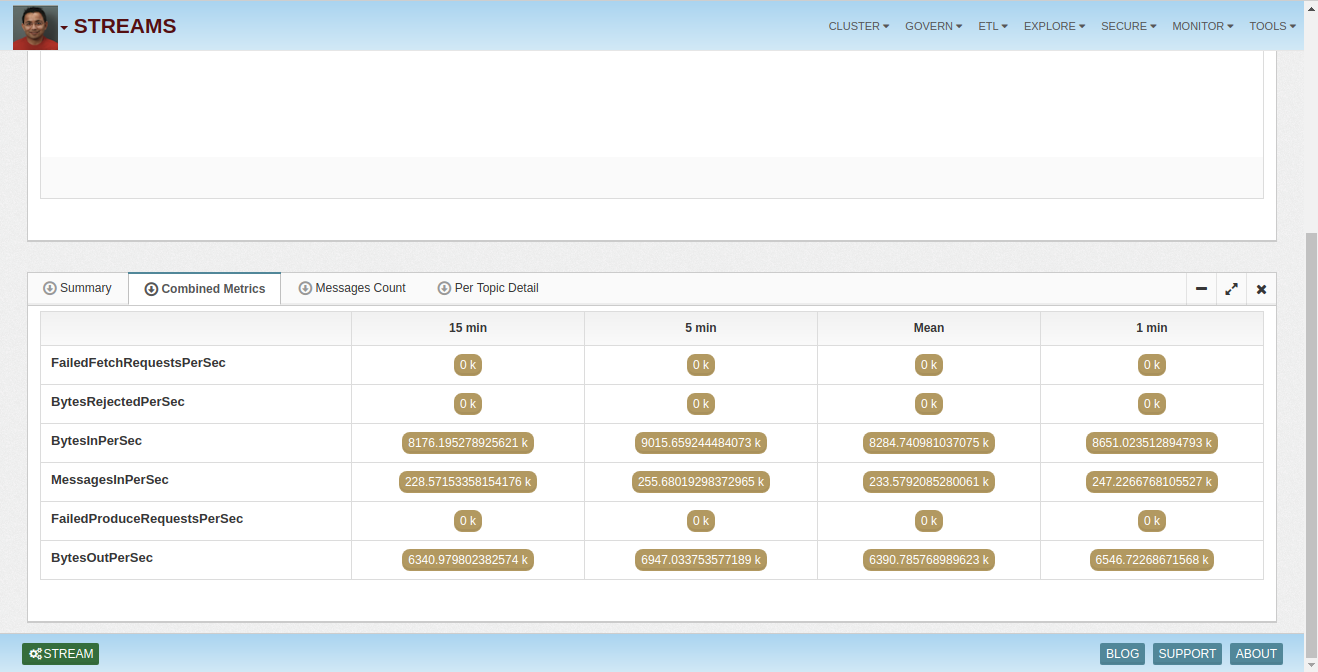 STREAMS CLUSTER GOVERN ETL EXPLORE SECURE MONITOR TOOLS
Summary Combined Metrics Messages Count Per Topic Detail
15 min 5 min Mean 1 min
FailedFetchRequestsPerSec 0 k 0 k 0 k 0 k
BytesRejectedPerSec 0 k 0 k 0 k 0 k
BytesInPerSec 8176.195278925621 k 9015.659244484073 k 8284.740981037075 k 8651.023512894793 k
MessagesInPerSec 228.57153358154176 k 255.68019298372965 k 233.5792085280061 k 247.2266768105527 k
FailedProduceRequestsPerSec 0 k 0 k 0 k 0 k
BytesOutPerSec 6340.979802382574 k 6947.033753577189 k 6390.785768989623 k 6546.72268671568 k
STREAM BLOG SUPPORT ABOUT